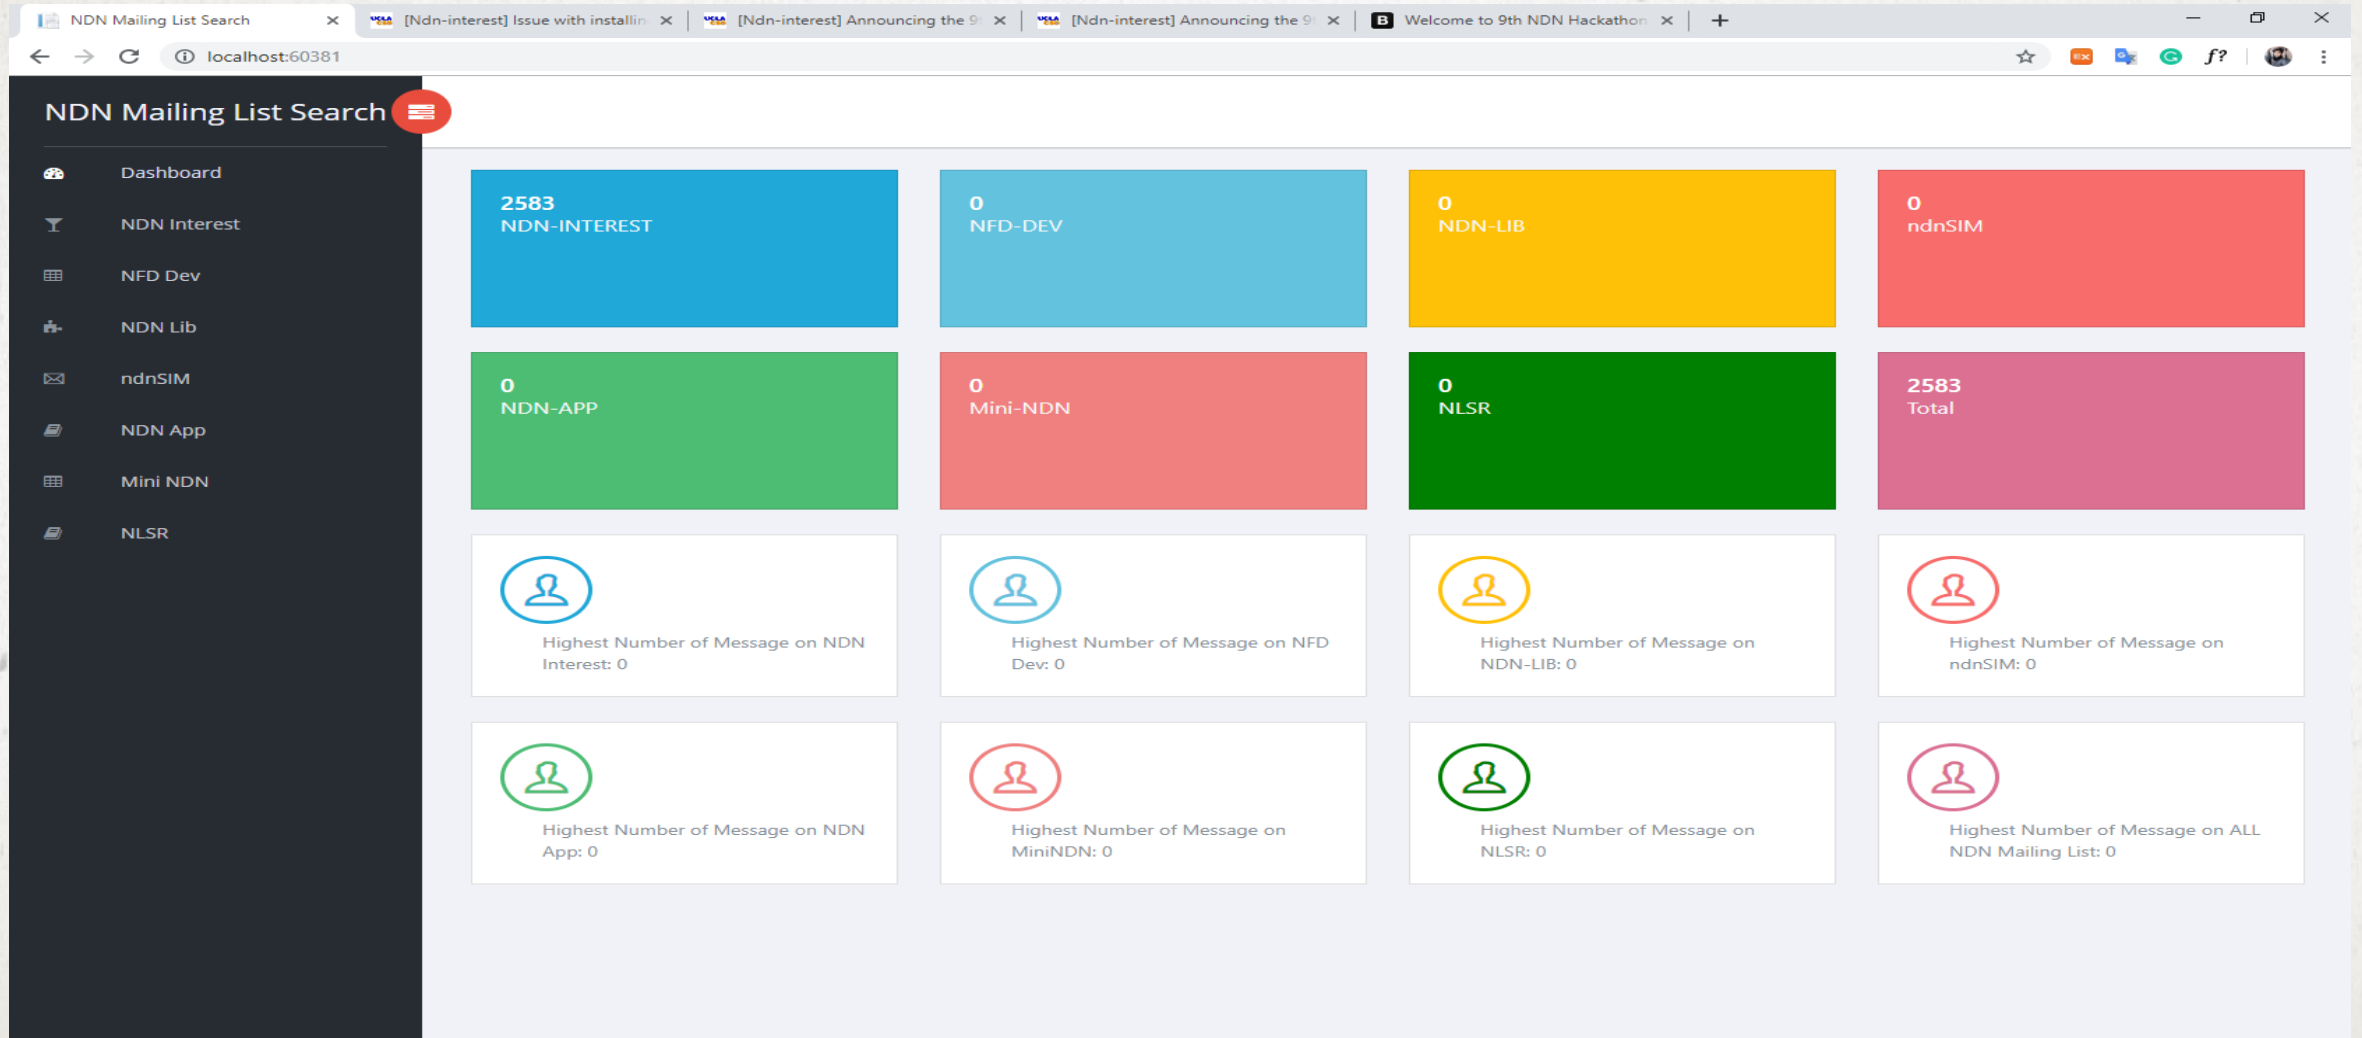 NDN Mailing List Search
[Ndn-interest] Issue with installin
[Ndn-interest] Announcing the 9
[Ndn-interest] Announcing the 9
Welcome to 9th NDN Hackathon
localhost:60381
NDN Mailing List Search
Dashboard
NDN Interest
NFD Dev
NDN Lib
ndnSIM
NDN App
Mini NDN
NLSR
2583
NDN-INTEREST
0
NFD-DEV
0
NDN-LIB
0
ndnSIM
0
NDN-APP
0
Mini-NDN
0
NLSR
2583
Total
Highest Number of Message on NDN
Interest: 0
Highest Number of Message on NFD
Dev: 0
Highest Number of Message on
NDN-LIB: 0
Highest Number of Message on
ndnSIM: 0
Highest Number of Message on NDN
App: 0
Highest Number of Message on
MiniNDN: 0
Highest Number of Message on
NLSR: 0
Highest Number of Message on ALL
NDN Mailing List: 0